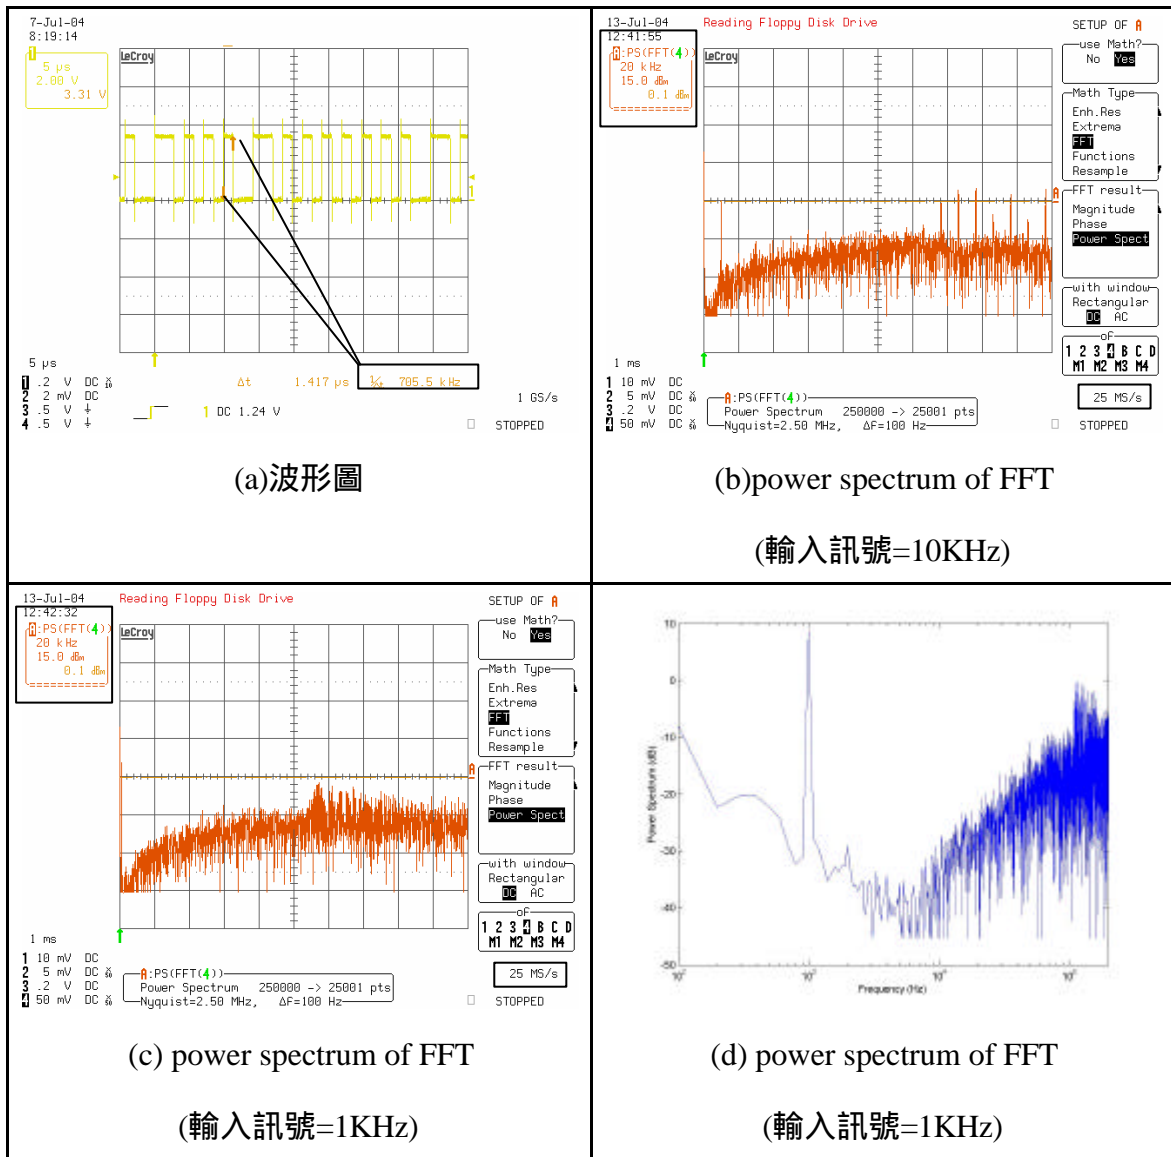 7-Jul-04
8:19:14
1
5 µs
2.00 V
3.31 V
LeCroy
1
5 µs
1 .2 V DC
2 2 mV DC
3 .5 V
4 .5 V
Δt 1.417 µs 1/Δt 705.5 kHz
1 DC 1.24 V
1 GS/s
STOPPED
(a)波形圖
13-Jul-04
12:41:55
Reading Floppy Disk Drive
A:PS(FFT(4))
20 kHz
15.0 dBm
0.1 dBm
LeCroy
A
SETUP OF A
use Math?
No Yes
Math Type
Enh.Res
Extrema
FFT
Functions
Resample
FFT result
Magnitude
Phase
Power Spect
with window
Rectangular
DC AC
of
1 2 3 4 B C D
M1 M2 M3 M4
1 ms
1 10 mV DC
2 5 mV DC
3 .2 V DC
4 50 mV DC
A:PS(FFT(4))
Power Spectrum 250000 -> 25001 pts
Nyquist=2.50 MHz, ΔF=100 Hz
25 MS/s
STOPPED
(b)power spectrum of FFT
(輸入訊號=10KHz)
13-Jul-04
12:42:32
Reading Floppy Disk Drive
A:PS(FFT(4))
20 kHz
15.0 dBm
0.1 dBm
LeCroy
A
SETUP OF A
use Math?
No Yes
Math Type
Enh.Res
Extrema
FFT
Functions
Resample
FFT result
Magnitude
Phase
Power Spect
with window
Rectangular
DC AC
of
1 2 3 4 B C D
M1 M2 M3 M4
1 ms
1 10 mV DC
2 5 mV DC
3 .2 V DC
4 50 mV DC
A:PS(FFT(4))
Power Spectrum 250000 -> 25001 pts
Nyquist=2.50 MHz, ΔF=100 Hz
25 MS/s
STOPPED
(c) power spectrum of FFT
(輸入訊號=1KHz)
10
0
-10
-20
-30
-40
-50
Power Spectrum (dB)
Frequency (Hz)
(d) power spectrum of FFT
(輸入訊號=1KHz)